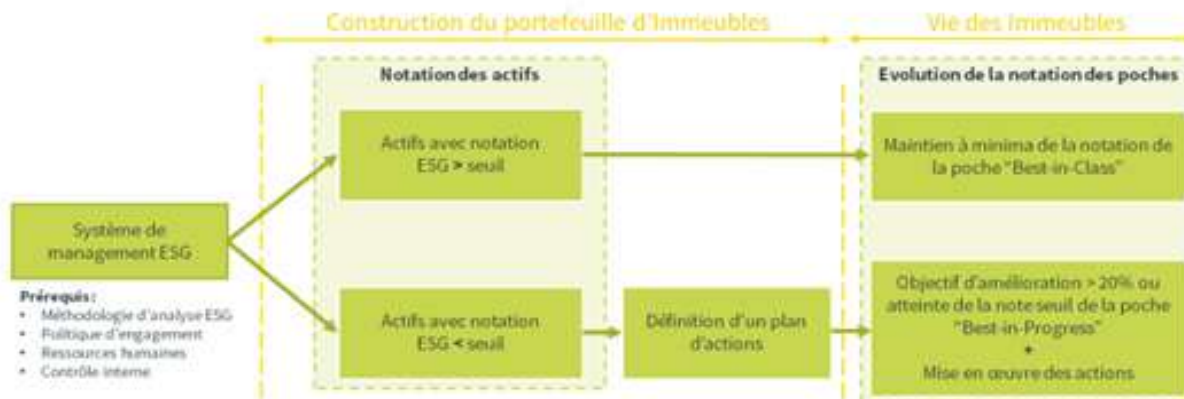 Construction du portefeuille d'Immeubles
Vie des Immeubles
Notation des actifs
Evolution de la notation des poches
Actifs avec notation
ESG > seuil
Maintien à minima de la notation de
la poche "Best-in-Class"
Système de
management ESG
Prérequis :
• Méthodologie d'analyse ESG
• Politique d'engagement
• Ressources humaines
• Contrôle interne
Actifs avec notation
ESG < seuil
Définition d'un plan
d'actions
Objectif d'amélioration > 20% ou
atteinte de la note seuil de la poche
"Best-in-Progress"
+
Mise en œuvre des actions